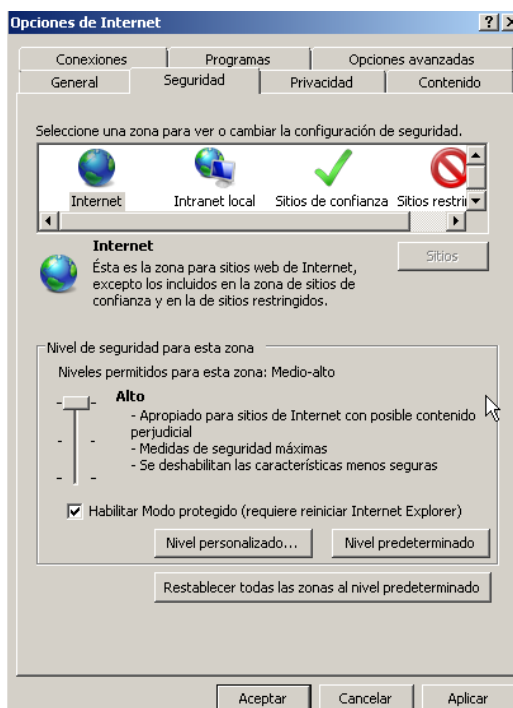 Opciones de Internet
Conexiones Programas Opciones avanzadas
General Seguridad Privacidad Contenido
Seleccione una zona para ver o cambiar la configuración de seguridad.
Internet Intranet local Sitios de confianza Sitios restri
Internet
Sitios
Ésta es la zona para sitios web de Internet,
excepto los incluidos en la zona de sitios de
confianza y en la de sitios restringidos.
Nivel de seguridad para esta zona
Niveles permitidos para esta zona: Medio-alto
Alto
- Apropiado para sitios de Internet con posible contenido
perjudicial
- Medidas de seguridad máximas
- Se deshabilitan las características menos seguras
Habilitar Modo protegido (requiere reiniciar Internet Explorer)
Nivel personalizado... Nivel predeterminado
Restablecer todas las zonas al nivel predeterminado
Aceptar Cancelar Aplicar